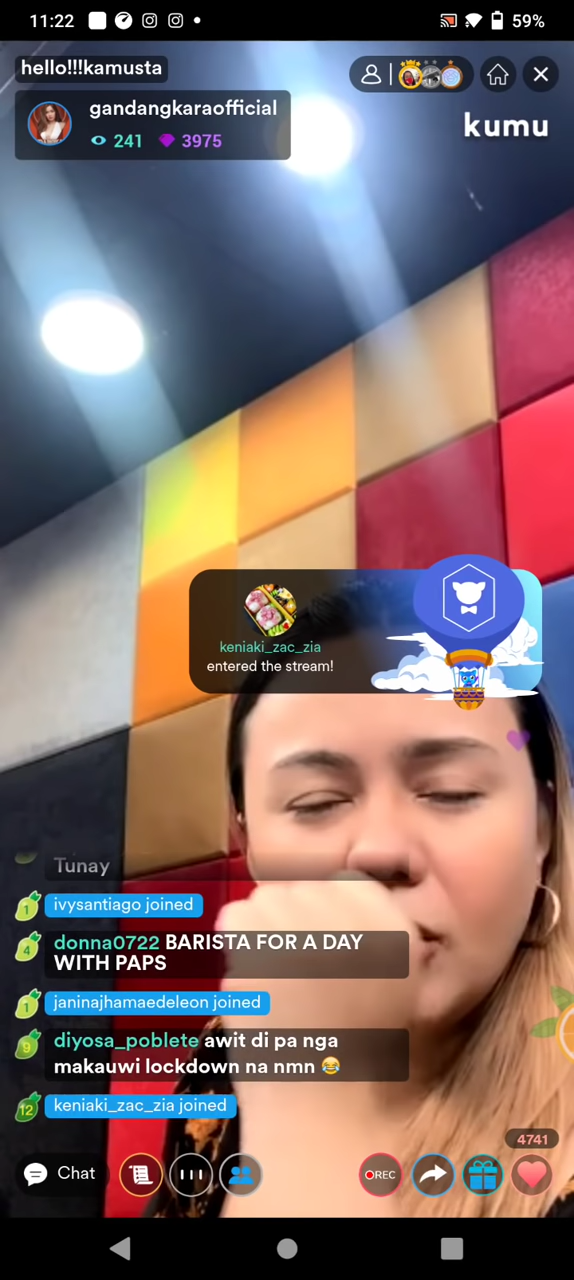 11:22
59%
hello!!!kamusta
gandangkaraofficial
241 3975
kumu
keniaki_zac_zia
entered the stream!
Tunay
1 ivysantiago joined
4 donna0722 BARISTA FOR A DAY
WITH PAPS
1 janinajhamaedeleon joined
9 diyosa_poblete awit di pa nga
makauwi lockdown na nmn 😂
12 keniaki_zac_zia joined
4741
Chat
REC